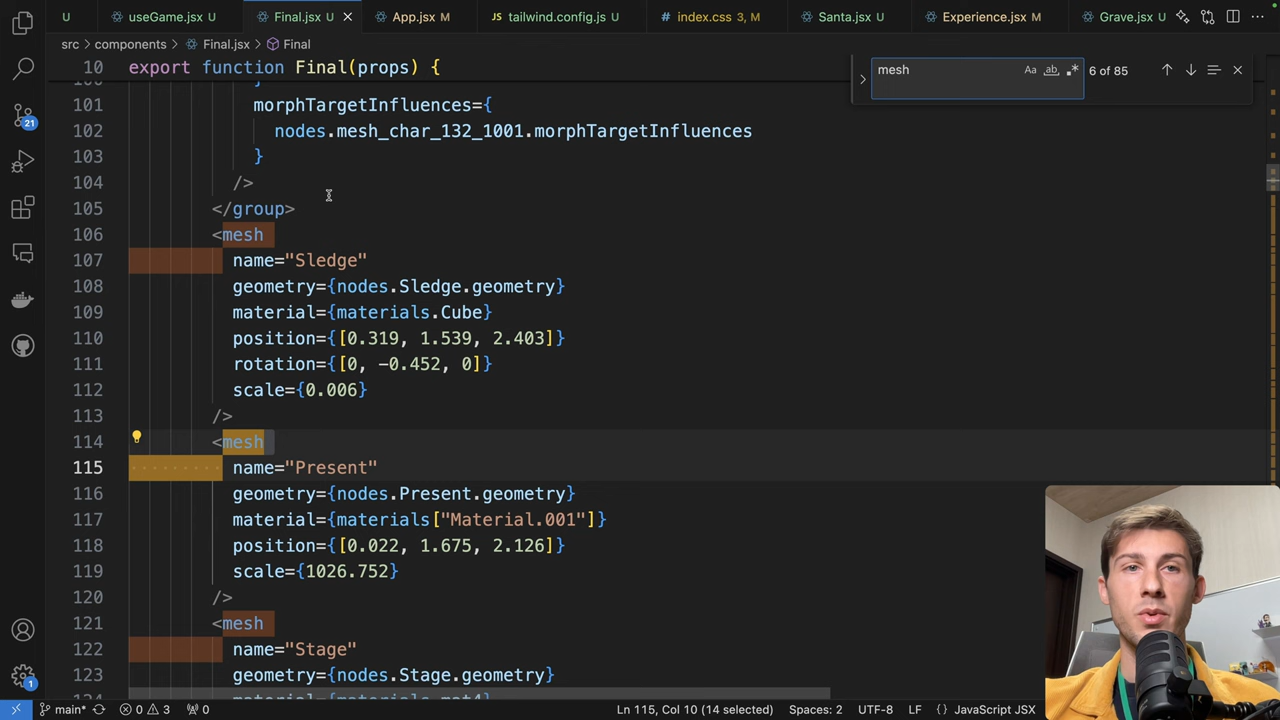 U useGame.jsx U Final.jsx U App.jsx M tailwind.config.js U index.css 3, M Santa.jsx U Experience.jsx M Grave.jsx U
src › components › Final.jsx › Final
10 export function Final(props) {
mesh Aa ab .* 6 of 85
101 morphTargetInfluences={
102 nodes.mesh_char_132_1001.morphTargetInfluences
103 }
104 />
105 </group>
106 <mesh
107 name="Sledge"
108 geometry={nodes.Sledge.geometry}
109 material={materials.Cube}
110 position={[0.319, 1.539, 2.403]}
111 rotation={[0, -0.452, 0]}
112 scale={0.006}
113 />
114 <mesh
115 name="Present"
116 geometry={nodes.Present.geometry}
117 material={materials["Material.001"]}
118 position={[0.022, 1.675, 2.126]}
119 scale={1026.752}
120 />
121 <mesh
122 name="Stage"
123 geometry={nodes.Stage.geometry}
21
1
main* 0 3 0 Ln 115, Col 10 (14 selected) Spaces: 2 UTF-8 LF {} JavaScript JSX